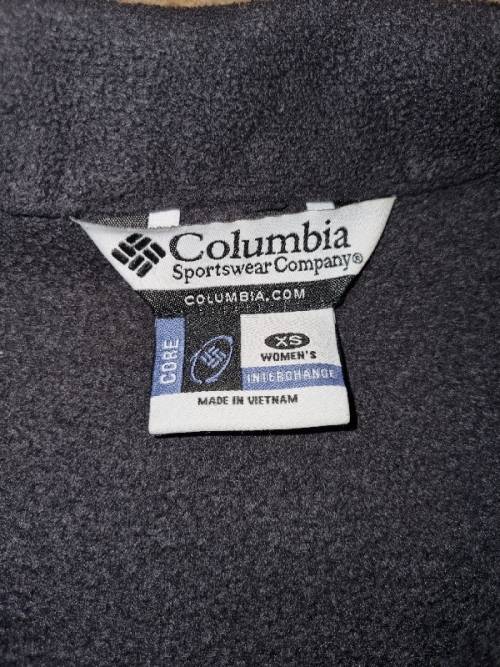 Columbia
Sportswear Company®
COLUMBIA.COM
CORE
XS
WOMEN'S
INTERCHANGE
MADE IN VIETNAM